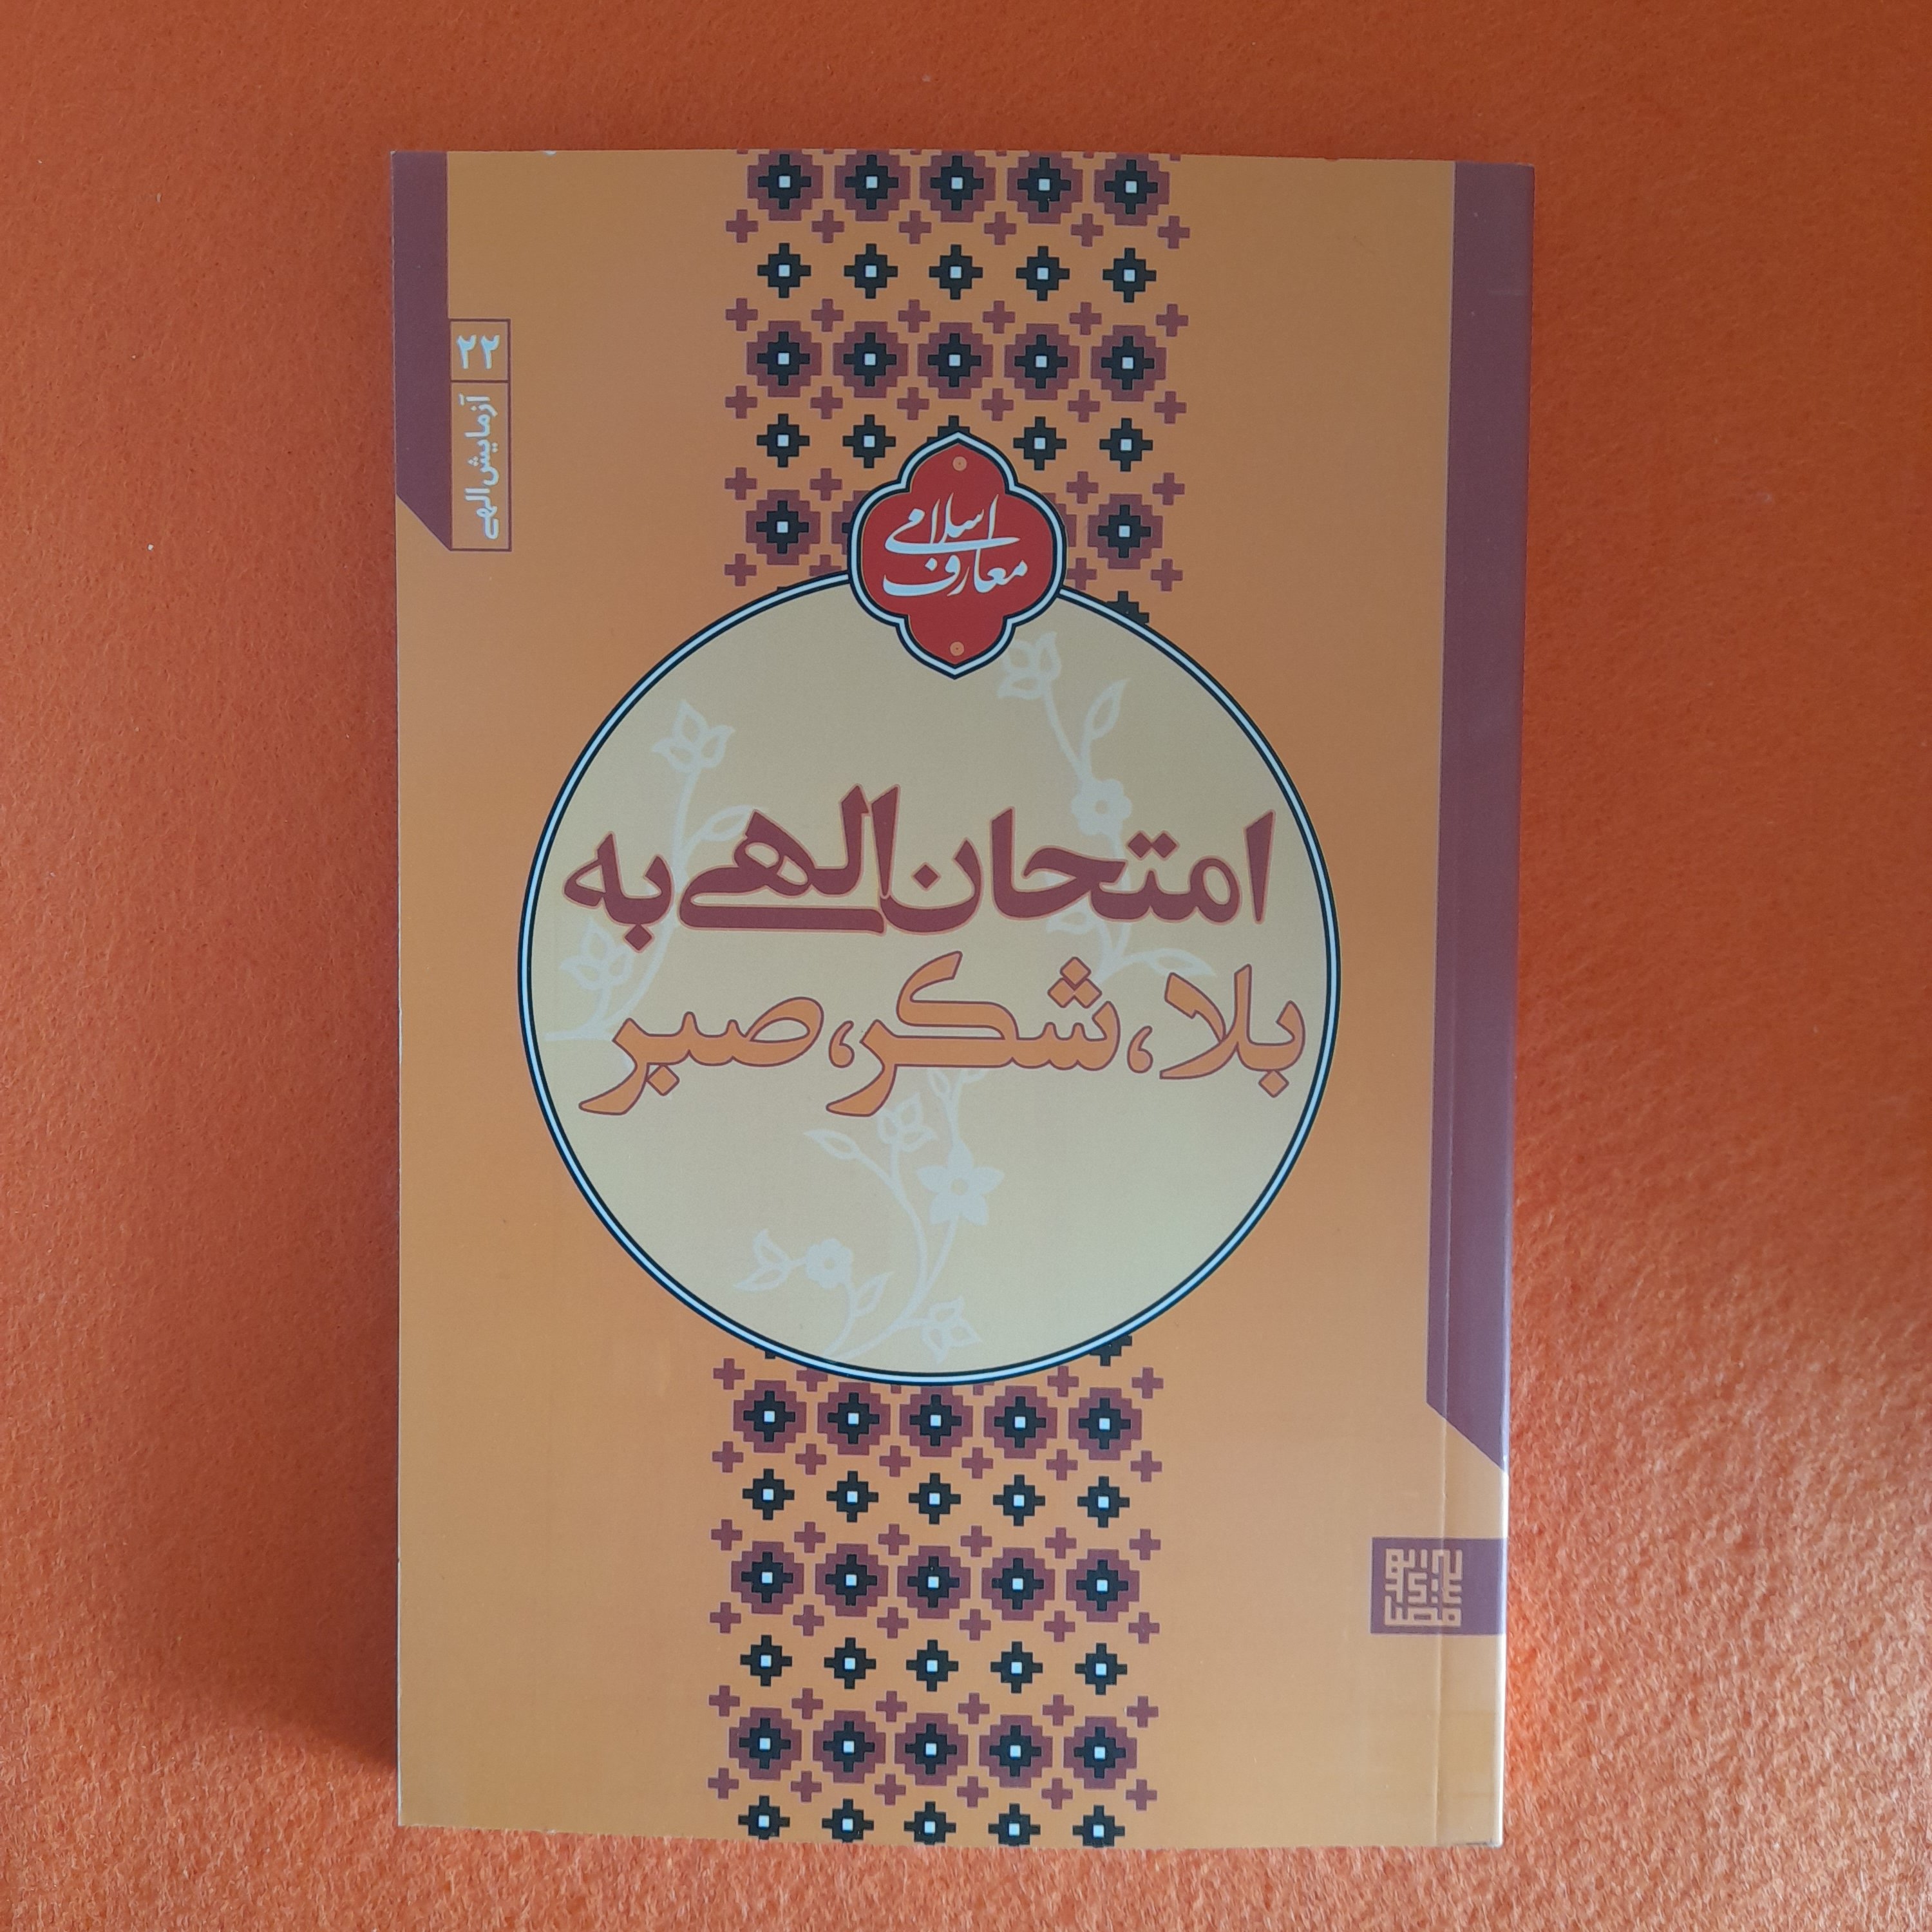 ۲۲
آزمایش الهی
معارف اسلامی
امتحان الهی به
بلا، شکر، صبر